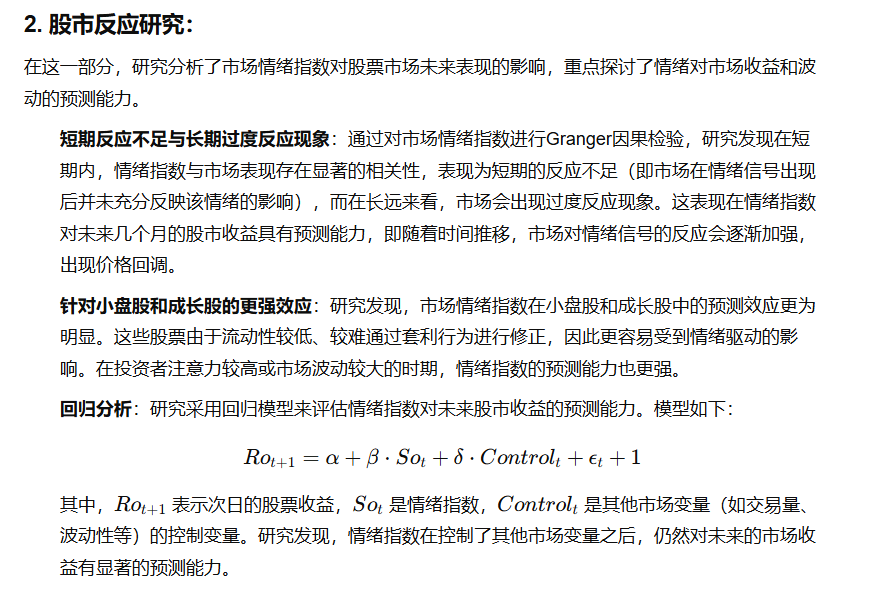 2. 股市反应研究：
在这一部分，研究分析了市场情绪指数对股票市场未来表现的影响，重点探讨了情绪对市场收益和波
动的预测能力。
短期反应不足与长期过度反应现象：通过对市场情绪指数进行Granger因果检验，研究发现在短
期内，情绪指数与市场表现存在显著的相关性，表现为短期的反应不足（即市场在情绪信号出现
后并未充分反映该情绪的影响），而在长远来看，市场会出现过度反应现象。这表现在情绪指数
对未来几个月的股市收益具有预测能力，即随着时间推移，市场对情绪信号的反应会逐渐加强，
出现价格回调。
针对小盘股和成长股的更强效应：研究发现，市场情绪指数在小盘股和成长股中的预测效应更为
明显。这些股票由于流动性较低、较难通过套利行为进行修正，因此更容易受到情绪驱动的影
响。在投资者注意力较高或市场波动较大的时期，情绪指数的预测能力也更强。
回归分析：研究采用回归模型来评估情绪指数对未来股市收益的预测能力。模型如下：
Ro_{t+1} = α + β · So_t + δ · Control_t + ϵ_t + 1
其中，Ro_{t+1} 表示次日的股票收益，So_t 是情绪指数，Control_t 是其他市场变量（如交易量、
波动性等）的控制变量。研究发现，情绪指数在控制了其他市场变量之后，仍然对未来的市场收
益有显著的预测能力。